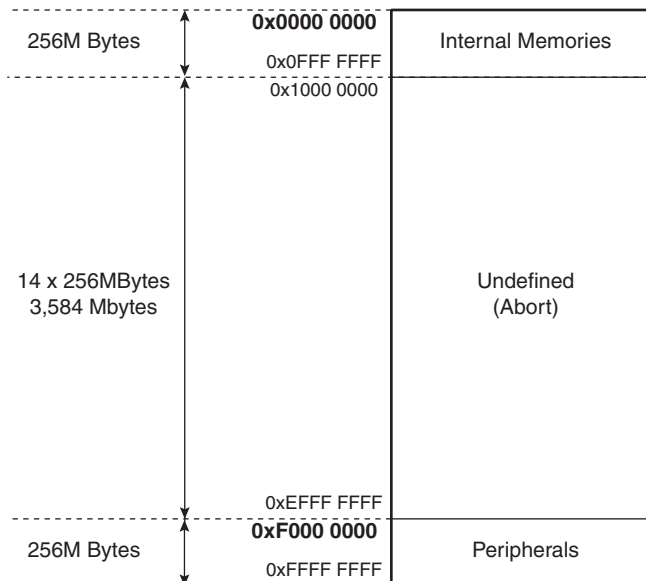 256M Bytes
0x0000 0000
0x0FFF FFFF
Internal Memories
0x1000 0000
14 x 256MBytes
3,584 Mbytes
Undefined
(Abort)
0xEFFF FFFF
256M Bytes
0xF000 0000
0xFFFF FFFF
Peripherals